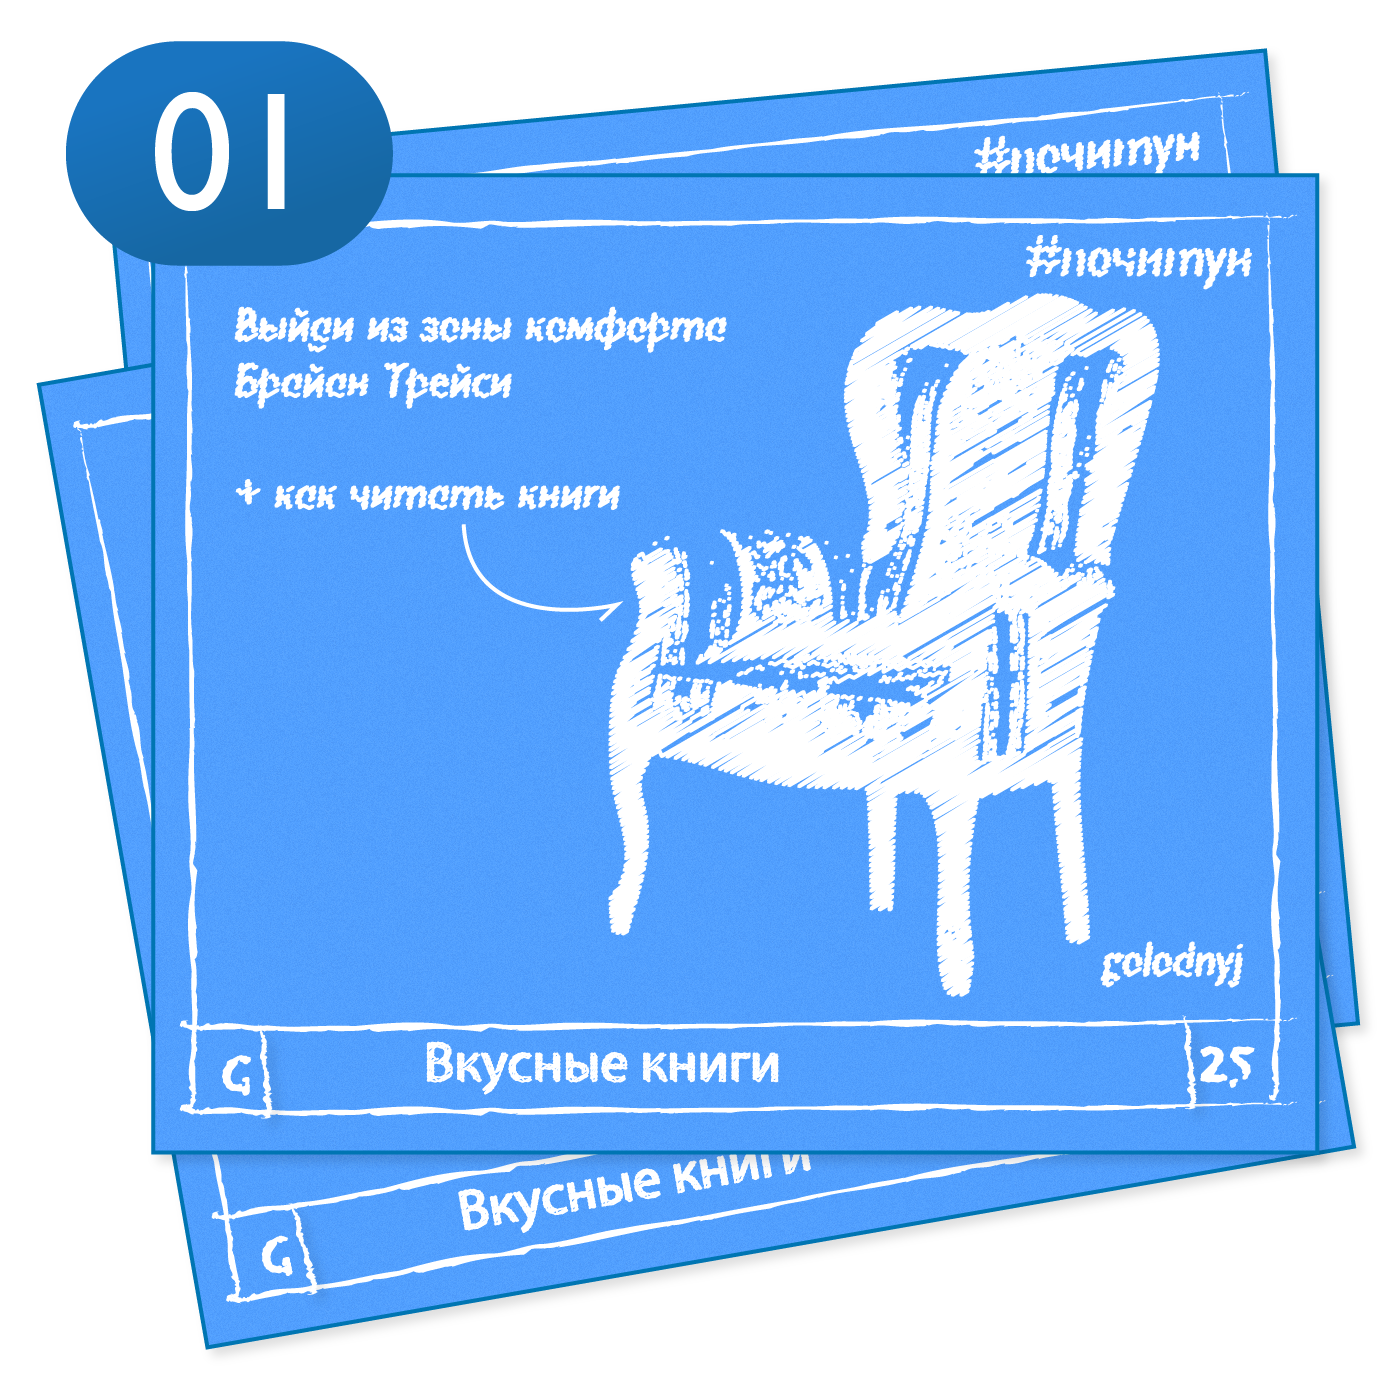 01
#почитун
#почитун
Выйди из зоны комфорта
Брайан Трейси
+ как читать книги
golodnyj
G
Вкусные книги
25
Вкусные книги
G